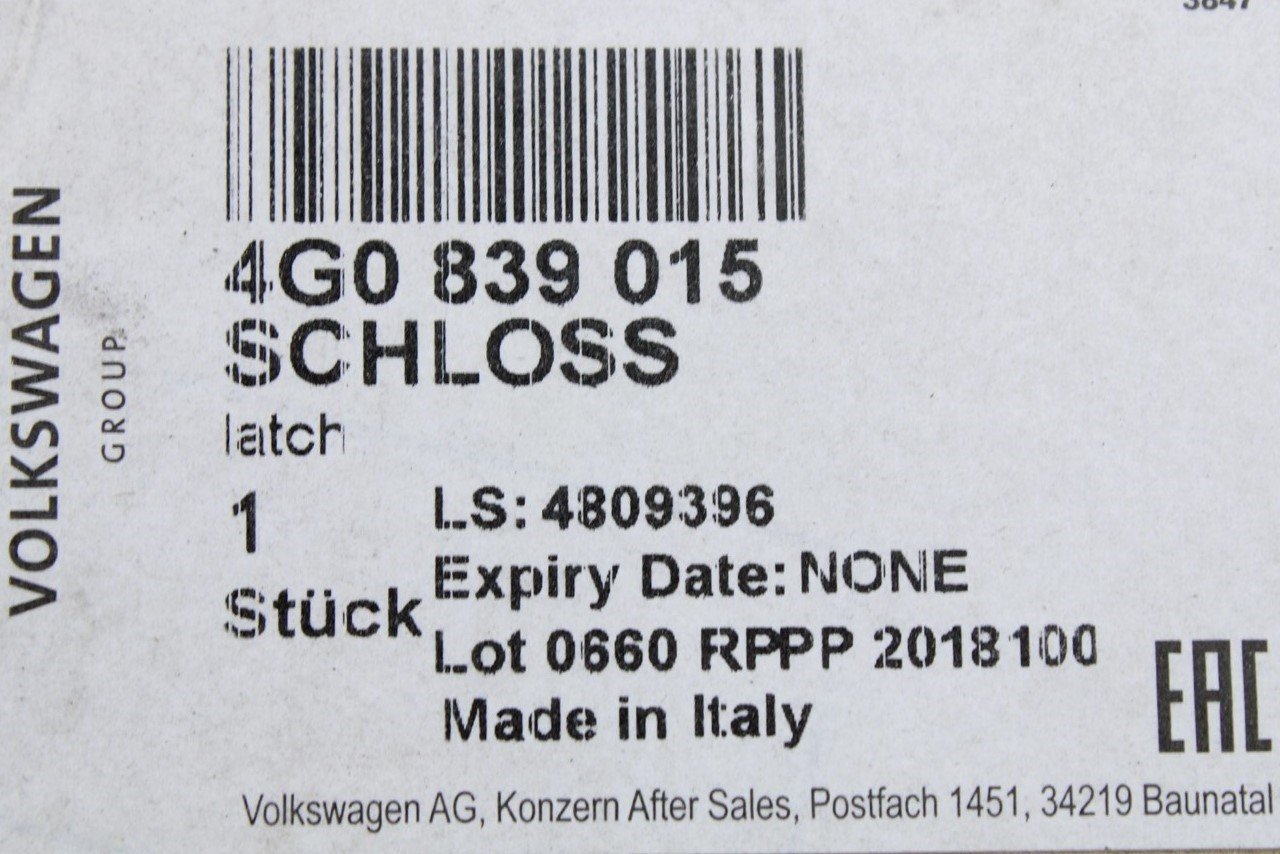 3647
VOLKSWAGEN
GROUP
4G0 839 015
SCHLOSS
latch
1
Stück
LS: 4809396
Expiry Date: NONE
Lot 0660 RPPP 2018100
Made in Italy
EAC
Volkswagen AG, Konzern After Sales, Postfach 1451, 34219 Baunatal